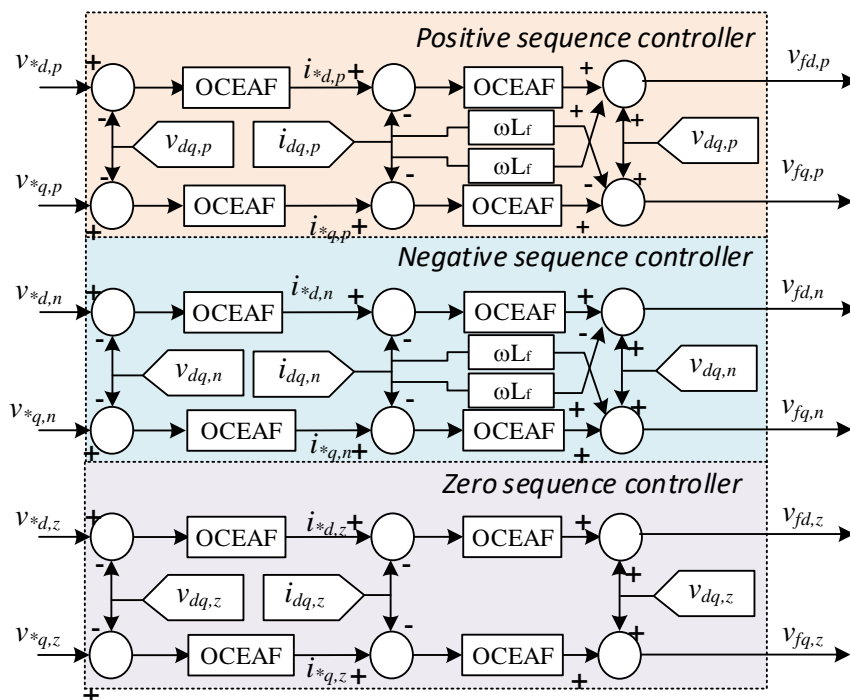 Positive sequence controller
v*d,p + OCEAF i*d,p + OCEAF + vfd,p
- - + +
vdq,p idq,p ωLf vdq,p
ωLf
- - - +
v*q,p OCEAF OCEAF vfq,p
+ i*q,p + +
Negative sequence controller
v*d,n + OCEAF i*d,n + OCEAF + vfd,n
- - - +
vdq,n idq,n ωLf vdq,n
ωLf
- - + +
v*q,n OCEAF OCEAF vfq,n
+ i*q,n + +
Zero sequence controller
v*d,z + OCEAF i*d,z + OCEAF + vfd,z
- - +
vdq,z idq,z vdq,z
- - +
v*q,z OCEAF OCEAF vfq,z
+ i*q,z + +